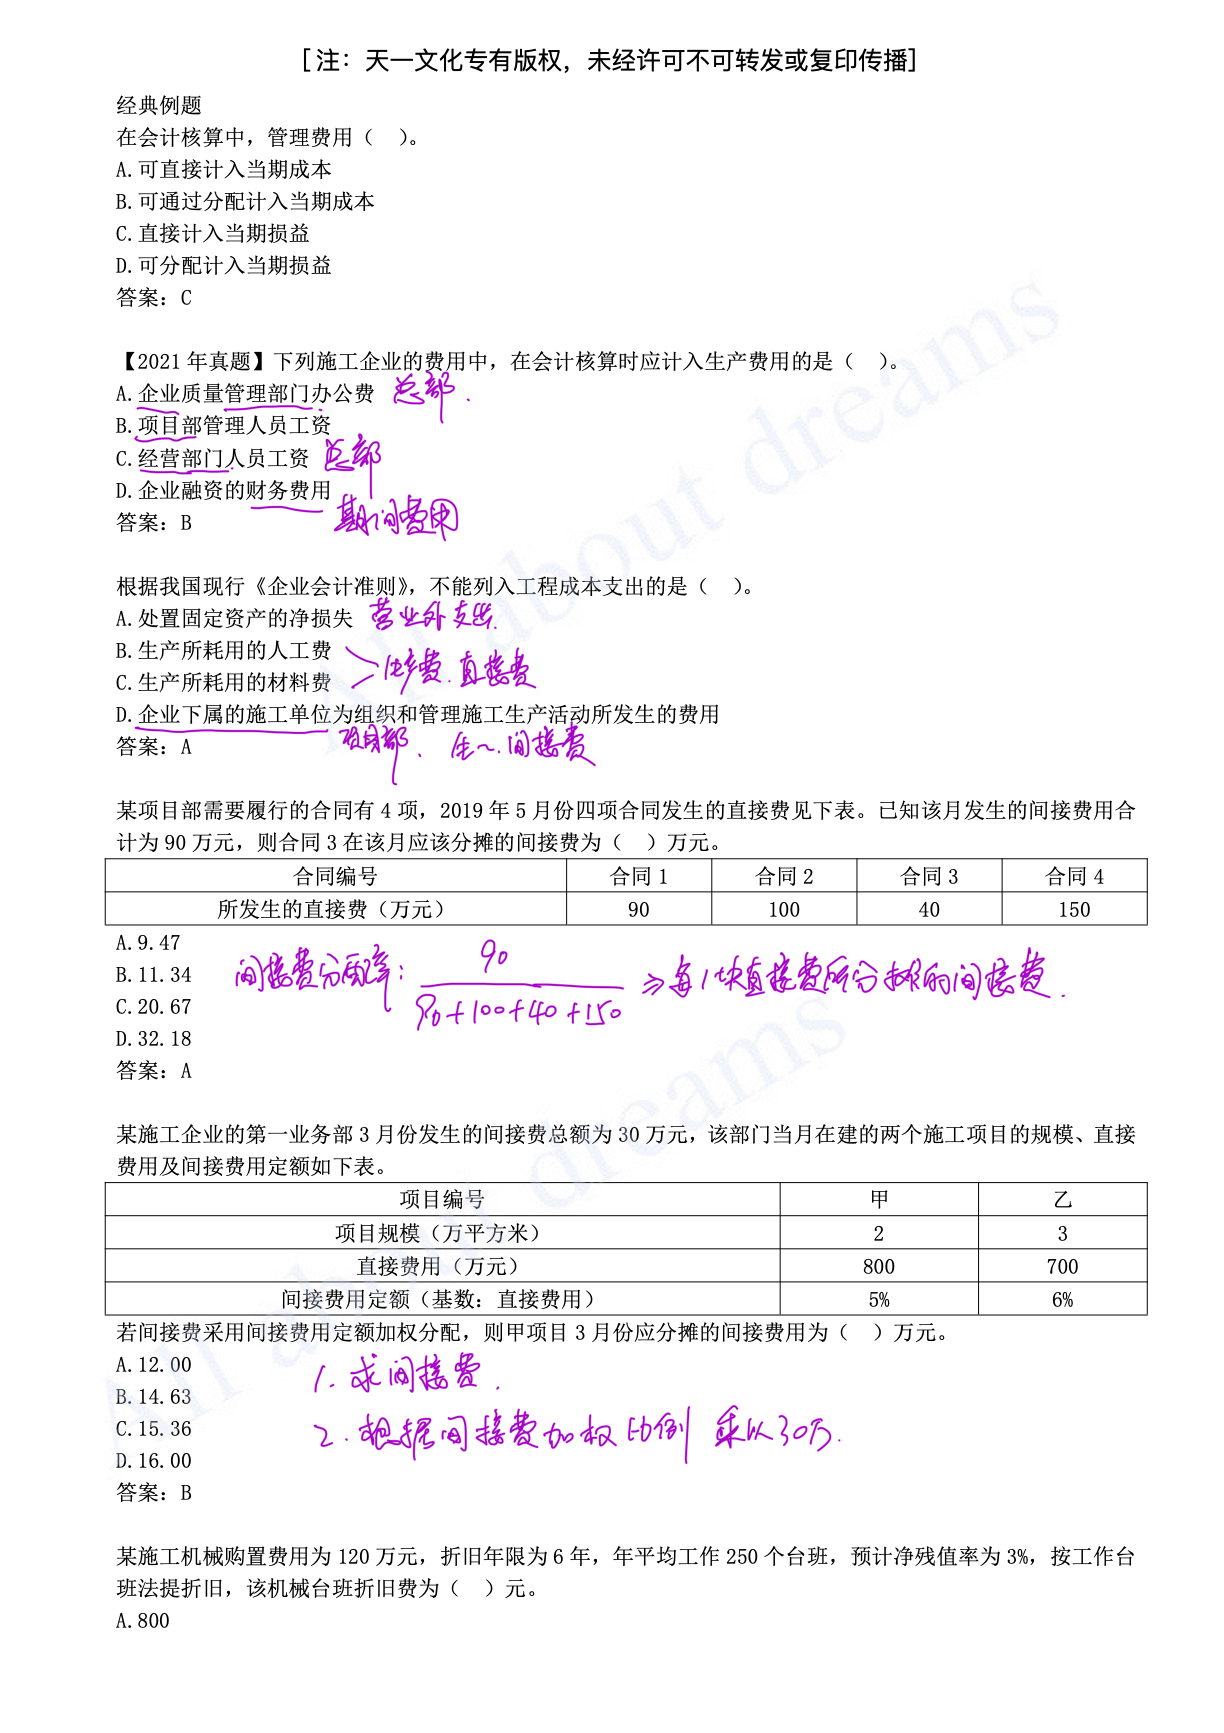 [注：天一文化专有版权，未经许可不可转发或复印传播]
经典例题
在会计核算中，管理费用（　）。
A.可直接计入当期成本
B.可通过分配计入当期成本
C.直接计入当期损益
D.可分配计入当期损益
答案：C
【2021 年真题】下列施工企业的费用中，在会计核算时应计入生产费用的是（　）。
A.企业质量管理部门办公费 总部.
B.项目部管理人员工资
C.经营部门人员工资 总部
D.企业融资的财务费用
答案：B 期间费用
根据我国现行《企业会计准则》，不能列入工程成本支出的是（　）。
A.处置固定资产的净损失 营业外支出.
B.生产所耗用的人工费
生产费.直接费
C.生产所耗用的材料费
D.企业下属的施工单位为组织和管理施工生产活动所发生的费用
答案：A 项目部. 生~.间接费
某项目部需要履行的合同有 4 项，2019 年 5 月份四项合同发生的直接费见下表。已知该月发生的间接费用合
计为 90 万元，则合同 3 在该月应该分摊的间接费为（　）万元。
合同编号 合同 1 合同 2 合同 3 合同 4
所发生的直接费（万元） 90 100 40 150
A.9.47
B.11.34
间接费分配率： 90 / 90+100+40+150 ⇒ 每1块直接费所分摊的间接费.
C.20.67
D.32.18
答案：A
某施工企业的第一业务部 3 月份发生的间接费总额为 30 万元，该部门当月在建的两个施工项目的规模、直接
费用及间接费用定额如下表。
项目编号 甲 乙
项目规模（万平方米） 2 3
直接费用（万元） 800 700
间接费用定额（基数：直接费用） 5% 6%
若间接费采用间接费用定额加权分配，则甲项目 3 月份应分摊的间接费用为（　）万元。
A.12.00
1.求间接费.
B.14.63
C.15.36
2.根据间接费加权比例 乘以30万.
D.16.00
答案：B
某施工机械购置费用为 120 万元，折旧年限为 6 年，年平均工作 250 个台班，预计净残值率为 3%，按工作台
班法提折旧，该机械台班折旧费为（　）元。
A.800
All about dreams
All about dreams